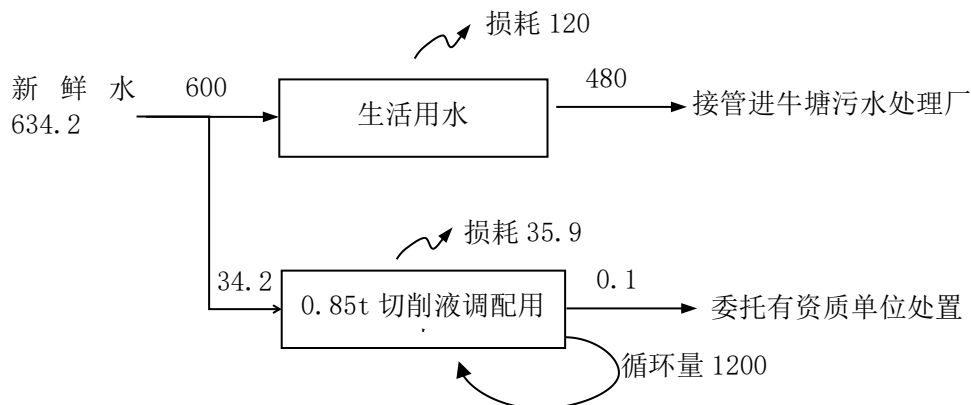 损耗 120
新 鲜 水
634.2
600
生活用水
480
接管进牛塘污水处理厂
损耗 35.9
34.2
0.85t 切削液调配用
0.1
委托有资质单位处置
循环量 1200